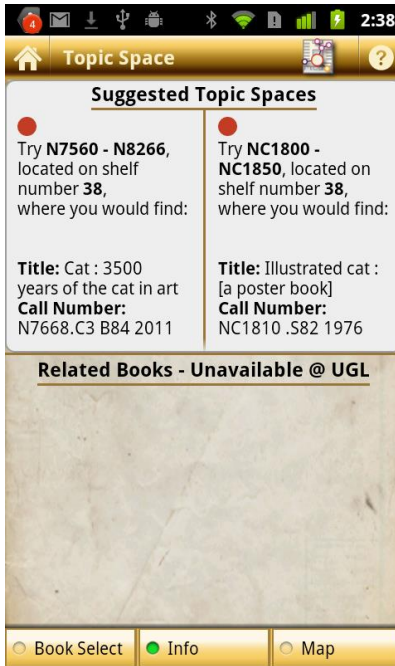 4
2:38
Topic Space
?
Suggested Topic Spaces
Try N7560 - N8266,
located on shelf
number 38,
where you would find:
Title: Cat : 3500
years of the cat in art
Call Number:
N7668.C3 B84 2011
Try NC1800 -
NC1850, located on
shelf number 38,
where you would find:
Title: Illustrated cat :
[a poster book]
Call Number:
NC1810 .S82 1976
Related Books - Unavailable @ UGL
Book Select
Info
Map